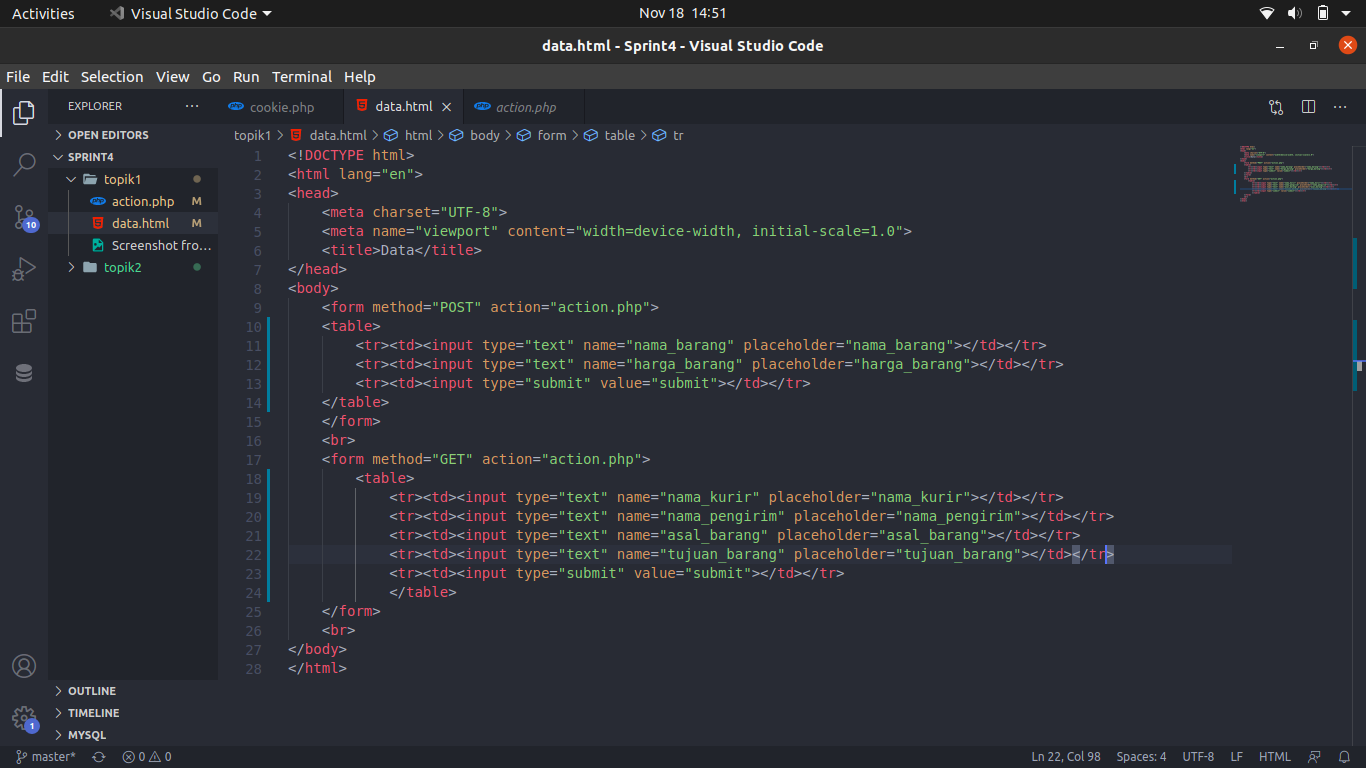 Activities
Visual Studio Code
Nov 18 14:51
data.html - Sprint4 - Visual Studio Code
File Edit Selection View Go Run Terminal Help
EXPLORER
OPEN EDITORS
SPRINT4
topik1
action.php M
data.html M
Screenshot fro...
topik2
10
1
OUTLINE
TIMELINE
MYSQL
cookie.php
data.html
action.php
topik1 > data.html > html > body > form > table > tr
1 <!DOCTYPE html>
2 <html lang="en">
3 <head>
4 <meta charset="UTF-8">
5 <meta name="viewport" content="width=device-width, initial-scale=1.0">
6 <title>Data</title>
7 </head>
8 <body>
9 <form method="POST" action="action.php">
10 <table>
11 <tr><td><input type="text" name="nama_barang" placeholder="nama_barang"></td></tr>
12 <tr><td><input type="text" name="harga_barang" placeholder="harga_barang"></td></tr>
13 <tr><td><input type="submit" value="submit"></td></tr>
14 </table>
15 </form>
16 <br>
17 <form method="GET" action="action.php">
18 <table>
19 <tr><td><input type="text" name="nama_kurir" placeholder="nama_kurir"></td></tr>
20 <tr><td><input type="text" name="nama_pengirim" placeholder="nama_pengirim"></td></tr>
21 <tr><td><input type="text" name="asal_barang" placeholder="asal_barang"></td></tr>
22 <tr><td><input type="text" name="tujuan_barang" placeholder="tujuan_barang"></td></tr>
23 <tr><td><input type="submit" value="submit"></td></tr>
24 </table>
25 </form>
26 <br>
27 </body>
28 </html>
master* 0 0 Ln 22, Col 98 Spaces: 4 UTF-8 LF HTML